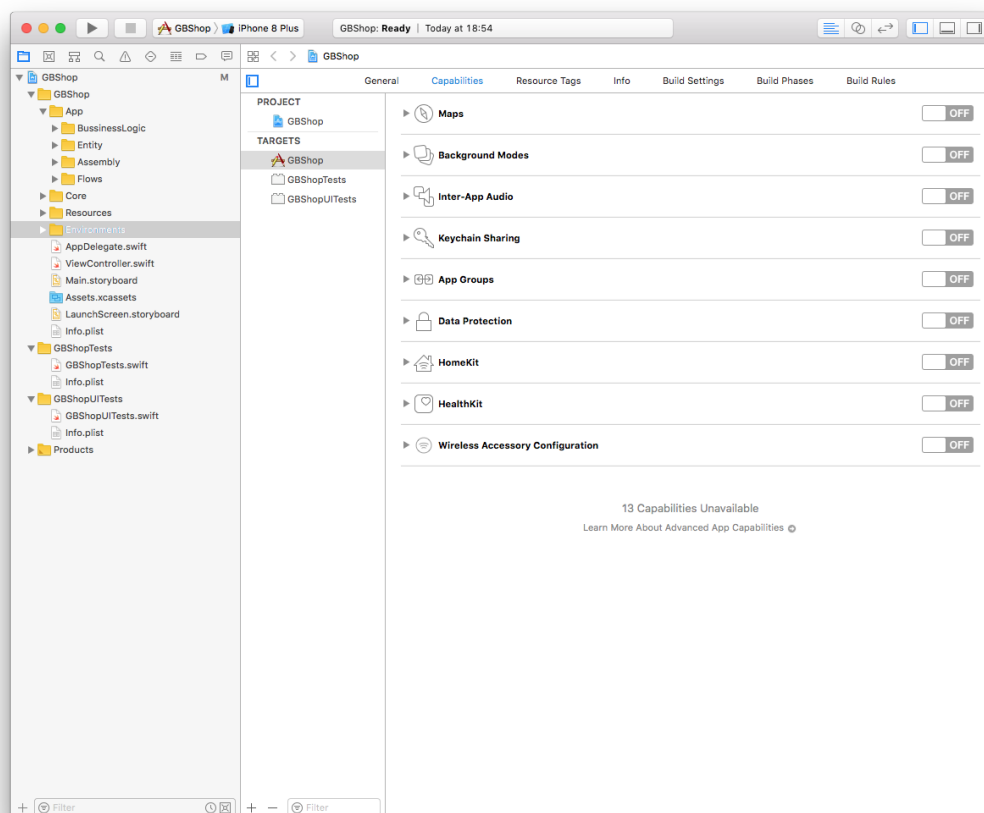 GBShop iPhone 8 Plus GBShop: Ready | Today at 18:54
GBShop
GBShop M
GBShop
App
BussinessLogic
Entity
Assembly
Flows
Core
Resources
Environments
AppDelegate.swift
ViewController.swift
Main.storyboard
Assets.xcassets
LaunchScreen.storyboard
Info.plist
GBShopTests
GBShopTests.swift
Info.plist
GBShopUITests
GBShopUITests.swift
Info.plist
Products
Filter
General Capabilities Resource Tags Info Build Settings Build Phases Build Rules
PROJECT
GBShop
TARGETS
GBShop
GBShopTests
GBShopUITests
Filter
Maps OFF
Background Modes OFF
Inter-App Audio OFF
Keychain Sharing OFF
App Groups OFF
Data Protection OFF
HomeKit OFF
HealthKit OFF
Wireless Accessory Configuration OFF
13 Capabilities Unavailable
Learn More About Advanced App Capabilities